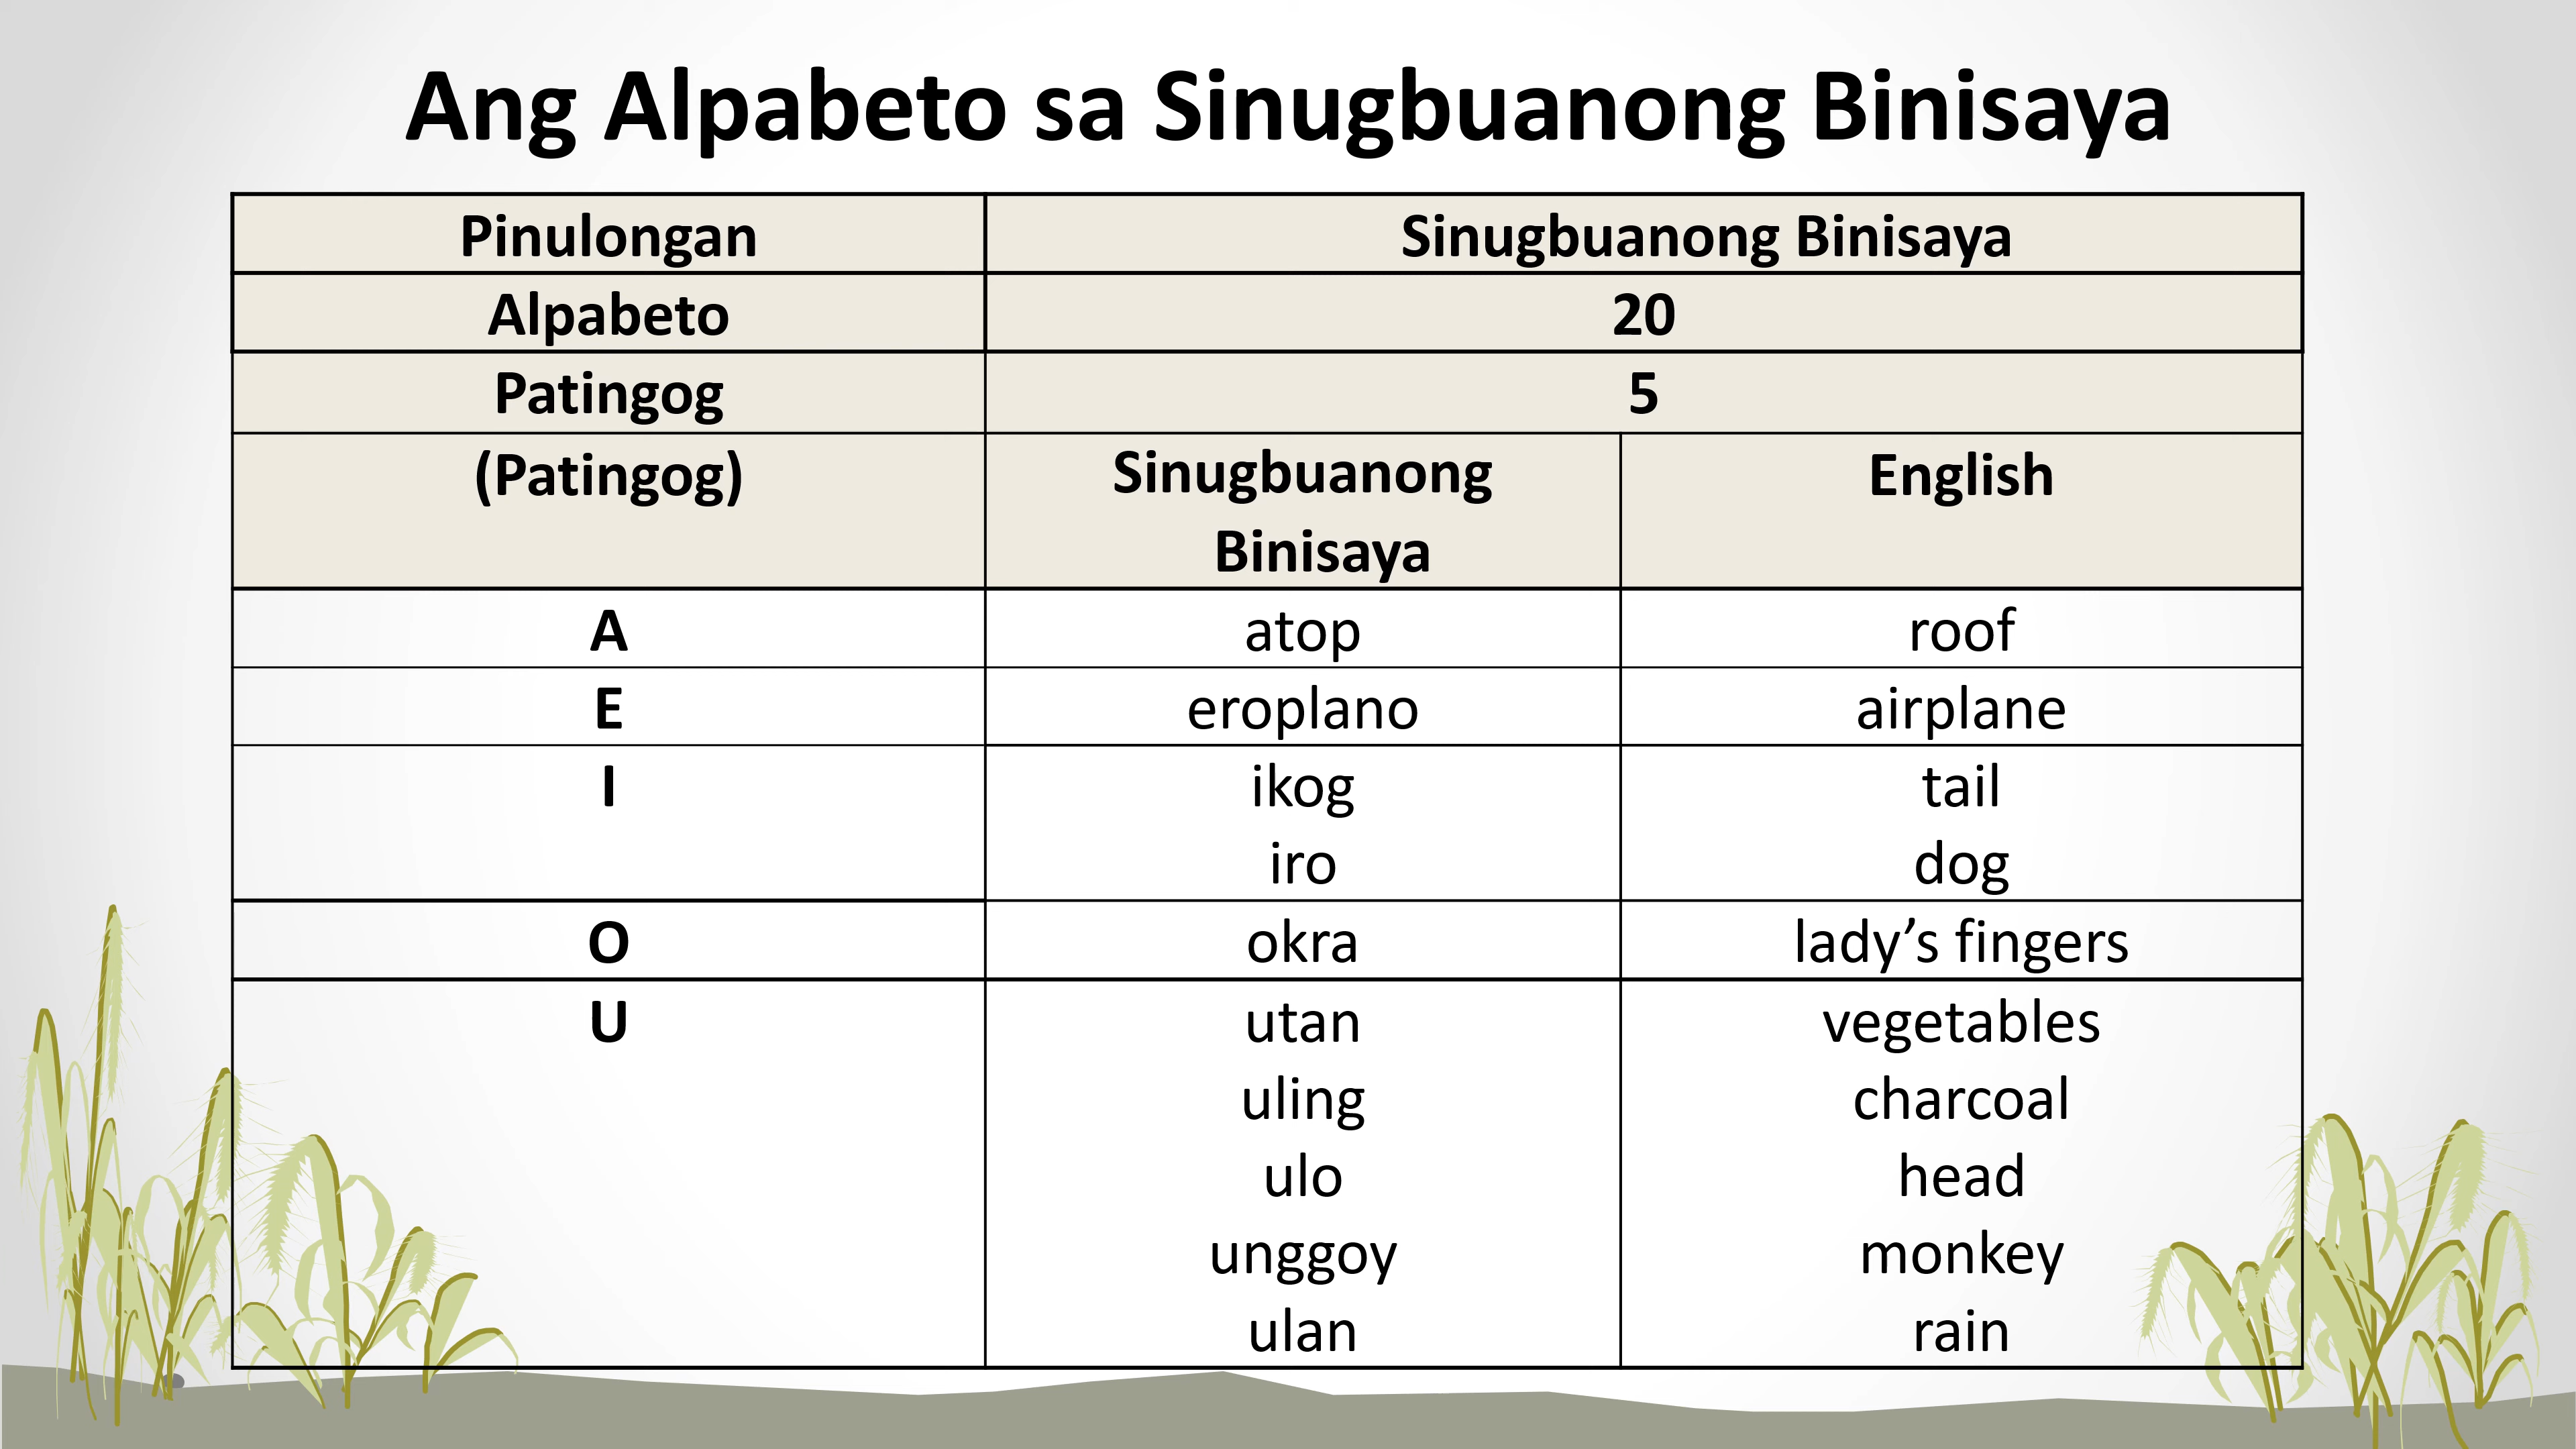 Ang Alpabeto sa Sinugbuanong Binisaya
Pinulongan Sinugbuanong Binisaya
Alpabeto 20
Patingog 5
(Patingog) Sinugbuanong Binisaya English
A atop roof
E eroplano airplane
I ikog tail
iro dog
O okra lady’s fingers
U utan vegetables
uling charcoal
ulo head
unggoy monkey
ulan rain